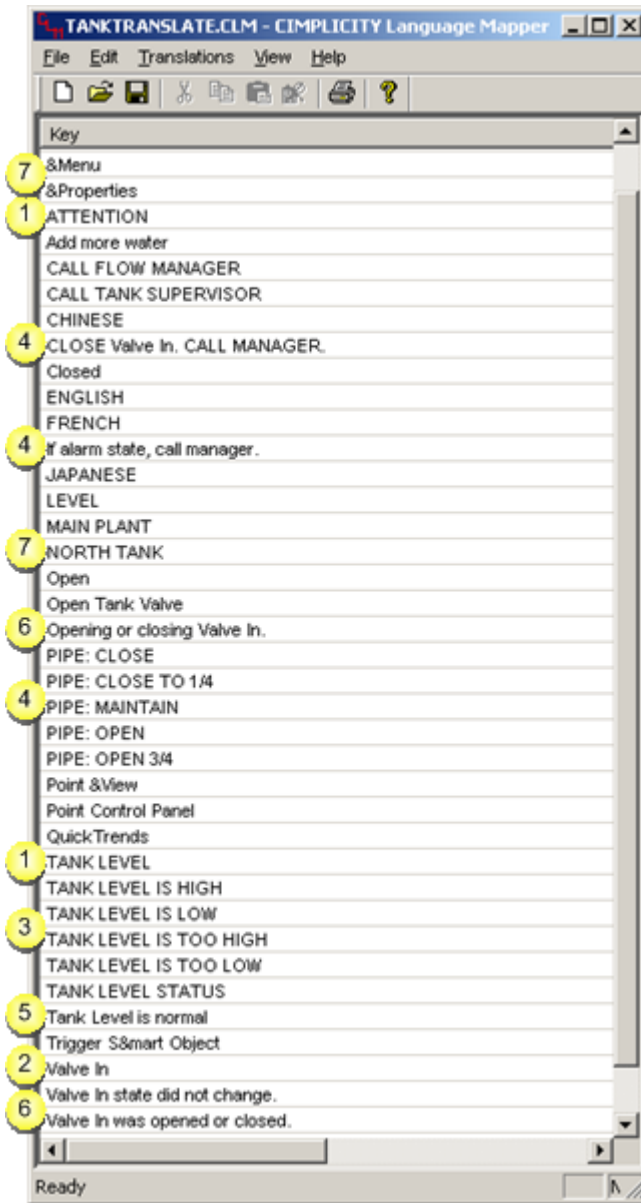 TANKTRANSLATE.CLM - CIMPLICITY Language Mapper
File Edit Translations View Help
Key
7 &Menu
&Properties
1 ATTENTION
Add more water
CALL FLOW MANAGER
CALL TANK SUPERVISOR
CHINESE
4 CLOSE Valve In. CALL MANAGER.
Closed
ENGLISH
FRENCH
4 If alarm state, call manager.
JAPANESE
LEVEL
MAIN PLANT
7 NORTH TANK
Open
Open Tank Valve
6 Opening or closing Valve In.
PIPE: CLOSE
PIPE: CLOSE TO 1/4
4 PIPE: MAINTAIN
PIPE: OPEN
PIPE: OPEN 3/4
Point &View
Point Control Panel
QuickTrends
1 TANK LEVEL
TANK LEVEL IS HIGH
TANK LEVEL IS LOW
3 TANK LEVEL IS TOO HIGH
TANK LEVEL IS TOO LOW
TANK LEVEL STATUS
5 Tank Level is normal
Trigger S&mart Object
2 Valve In
Valve In state did not change.
6 Valve In was opened or closed.
Ready